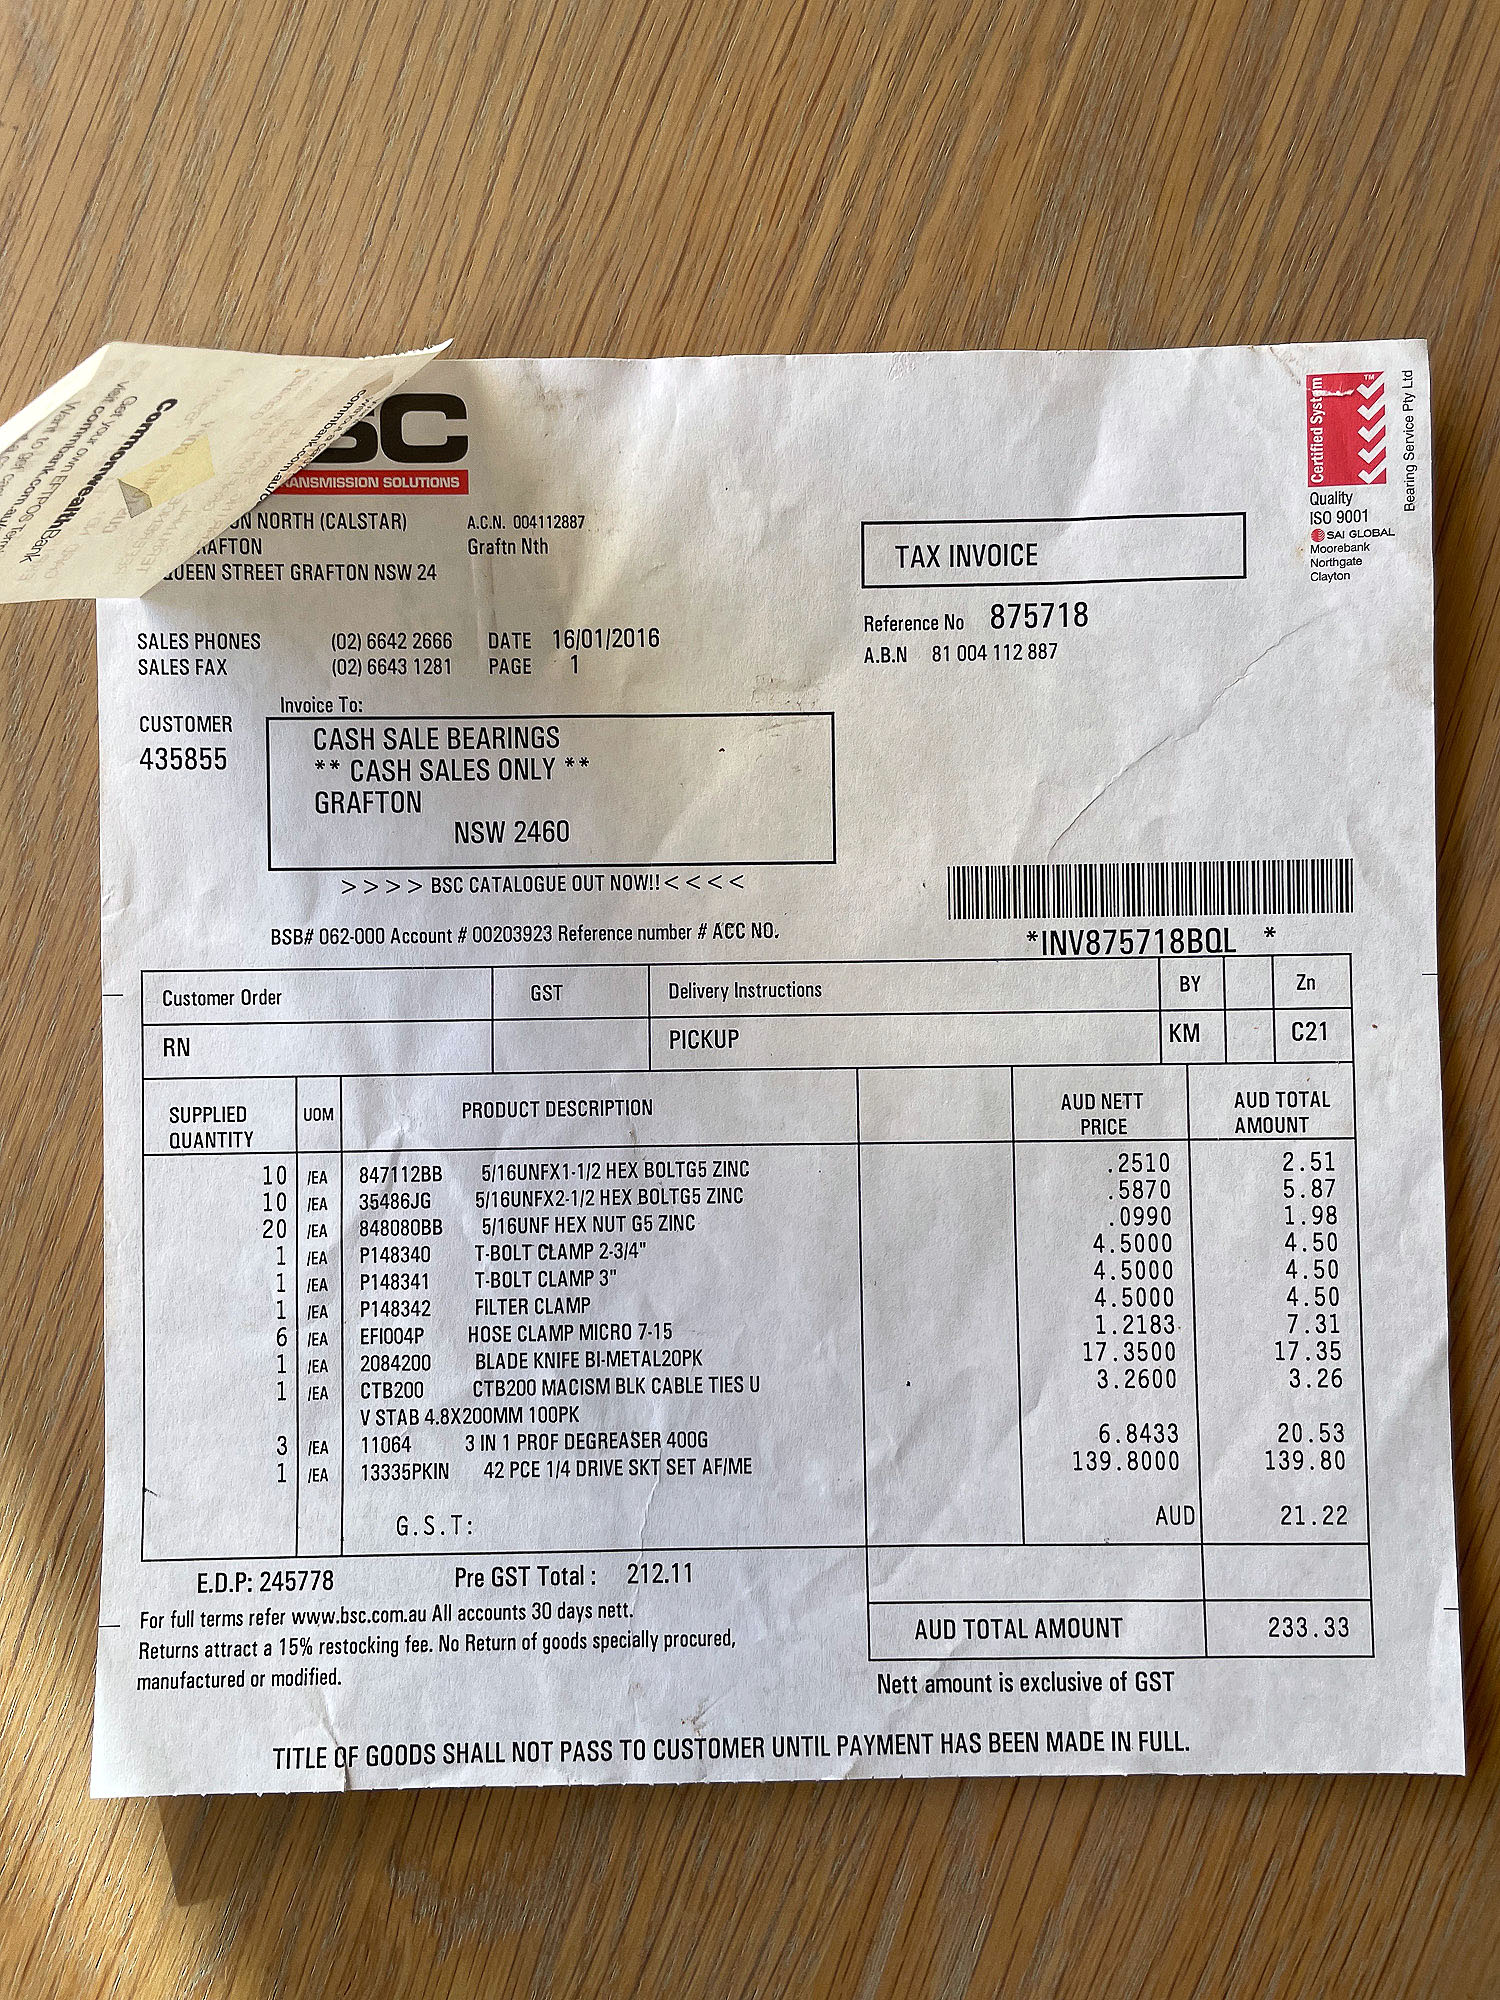 SC
TRANSMISSION SOLUTIONS
ON NORTH (CALSTAR)
A.C.N. 004112887
RAFTON
Graftn Nth
QUEEN STREET GRAFTON NSW 24
CommonwealthBank
Get your own EFTPOS
visit commbank.com.au
Want to get
commbank.com.au
Certified System
TM
Bearing Service Pty Ltd
Quality
ISO 9001
SAI GLOBAL
Moorebank
Northgate
Clayton
TAX INVOICE
Reference No 875718
A.B.N 81 004 112 887
SALES PHONES (02) 6642 2666 DATE 16/01/2016
SALES FAX (02) 6643 1281 PAGE 1
Invoice To:
CUSTOMER
435855
CASH SALE BEARINGS
** CASH SALES ONLY **
GRAFTON
NSW 2460
>>>> BSC CATALOGUE OUT NOW!! <<<<
BSB# 062-000 Account # 00203923 Reference number # ACC NO.
*INV875718BQL *
Customer Order GST Delivery Instructions BY Zn
RN PICKUP KM C21
SUPPLIED QUANTITY UOM PRODUCT DESCRIPTION AUD NETT PRICE AUD TOTAL AMOUNT
10 /EA 847112BB 5/16UNFX1-1/2 HEX BOLTG5 ZINC .2510 2.51
10 /EA 35486JG 5/16UNFX2-1/2 HEX BOLTG5 ZINC .5870 5.87
20 /EA 848080BB 5/16UNF HEX NUT G5 ZINC .0990 1.98
1 /EA P148340 T-BOLT CLAMP 2-3/4" 4.5000 4.50
1 /EA P148341 T-BOLT CLAMP 3" 4.5000 4.50
1 /EA P148342 FILTER CLAMP 4.5000 4.50
6 /EA EFI004P HOSE CLAMP MICRO 7-15 1.2183 7.31
1 /EA 2084200 BLADE KNIFE BI-METAL20PK 17.3500 17.35
1 /EA CTB200 CTB200 MACISM BLK CABLE TIES U 3.2600 3.26
V STAB 4.8X200MM 100PK
3 /EA 11064 3 IN 1 PROF DEGREASER 400G 6.8433 20.53
1 /EA 13335PKIN 42 PCE 1/4 DRIVE SKT SET AF/ME 139.8000 139.80
G.S.T: AUD 21.22
E.D.P: 245778 Pre GST Total : 212.11
For full terms refer www.bsc.com.au All accounts 30 days nett.
Returns attract a 15% restocking fee. No Return of goods specially procured,
manufactured or modified.
AUD TOTAL AMOUNT 233.33
Nett amount is exclusive of GST
TITLE OF GOODS SHALL NOT PASS TO CUSTOMER UNTIL PAYMENT HAS BEEN MADE IN FULL.